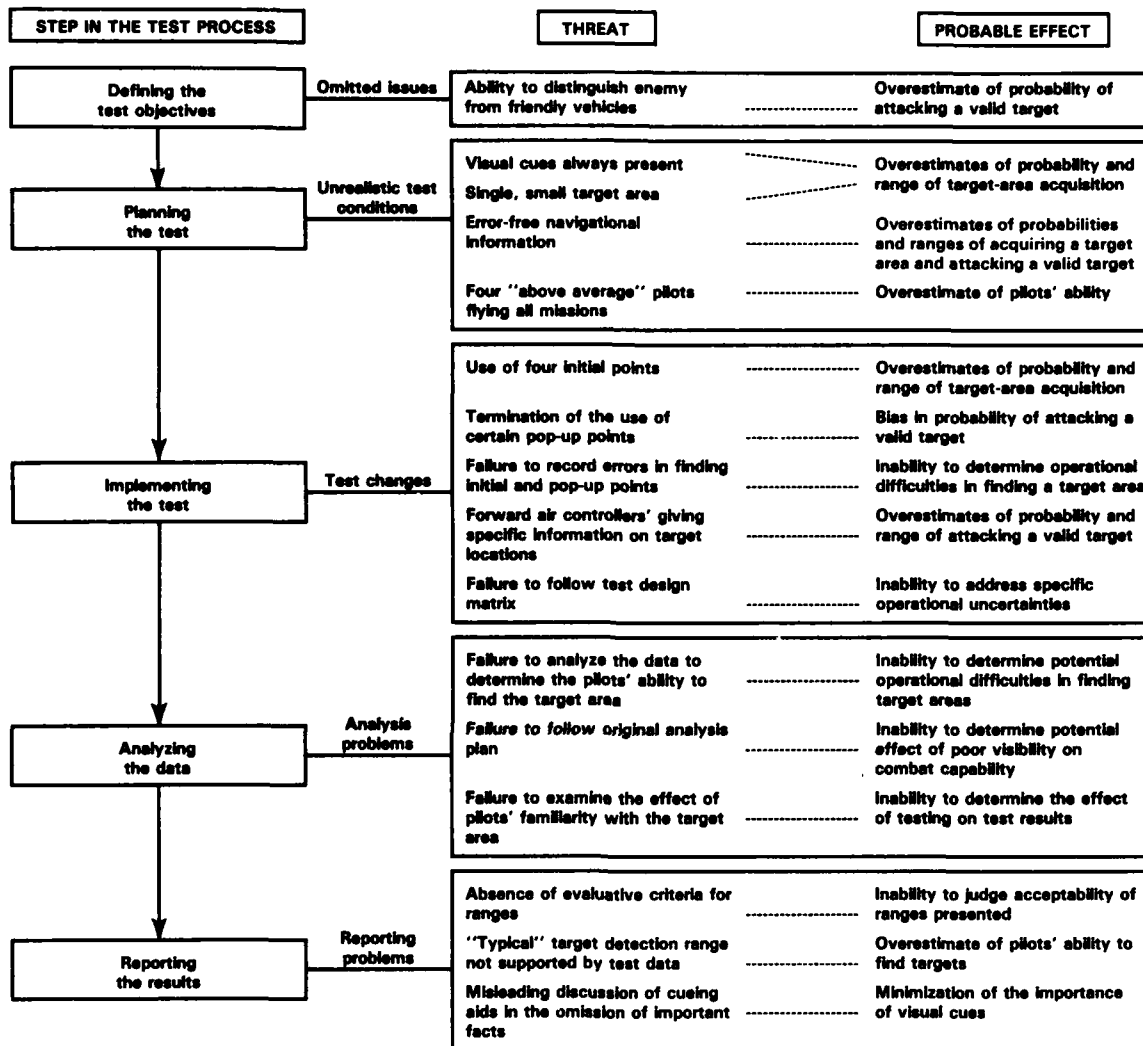 STEP IN THE TEST PROCESS
THREAT
PROBABLE EFFECT
Defining the
test objectives
Omitted issues
Ability to distinguish enemy
from friendly vehicles
Overestimate of probability of
attacking a valid target
Planning
the test
Unrealistic test
conditions
Visual cues always present
Single, small target area
Overestimates of probability and
range of target-area acquisition
Error-free navigational
information
Overestimates of probabilities
and ranges of acquiring a target
area and attacking a valid target
Four "above average" pilots
flying all missions
Overestimate of pilots' ability
Implementing
the test
Test changes
Use of four initial points
Overestimates of probability and
range of target-area acquisition
Termination of the use of
certain pop-up points
Bias in probability of attacking a
valid target
Failure to record errors in finding
initial and pop-up points
Inability to determine operational
difficulties in finding a target area
Forward air controllers' giving
specific information on target
locations
Overestimates of probability and
range of attacking a valid target
Failure to follow test design
matrix
Inability to address specific
operational uncertainties
Analyzing
the data
Analysis
problems
Failure to analyze the data to
determine the pilots' ability to
find the target area
Inability to determine potential
operational difficulties in finding
target areas
Failure to follow original analysis
plan
Inability to determine potential
effect of poor visibility on
combat capability
Failure to examine the effect of
pilots' familiarity with the target
area
Inability to determine the effect
of testing on test results
Reporting
the results
Reporting
problems
Absence of evaluative criteria for
ranges
Inability to judge acceptability of
ranges presented
"Typical" target detection range
not supported by test data
Overestimate of pilots' ability to
find targets
Misleading discussion of cueing
aids in the omission of important
facts
Minimization of the importance
of visual cues